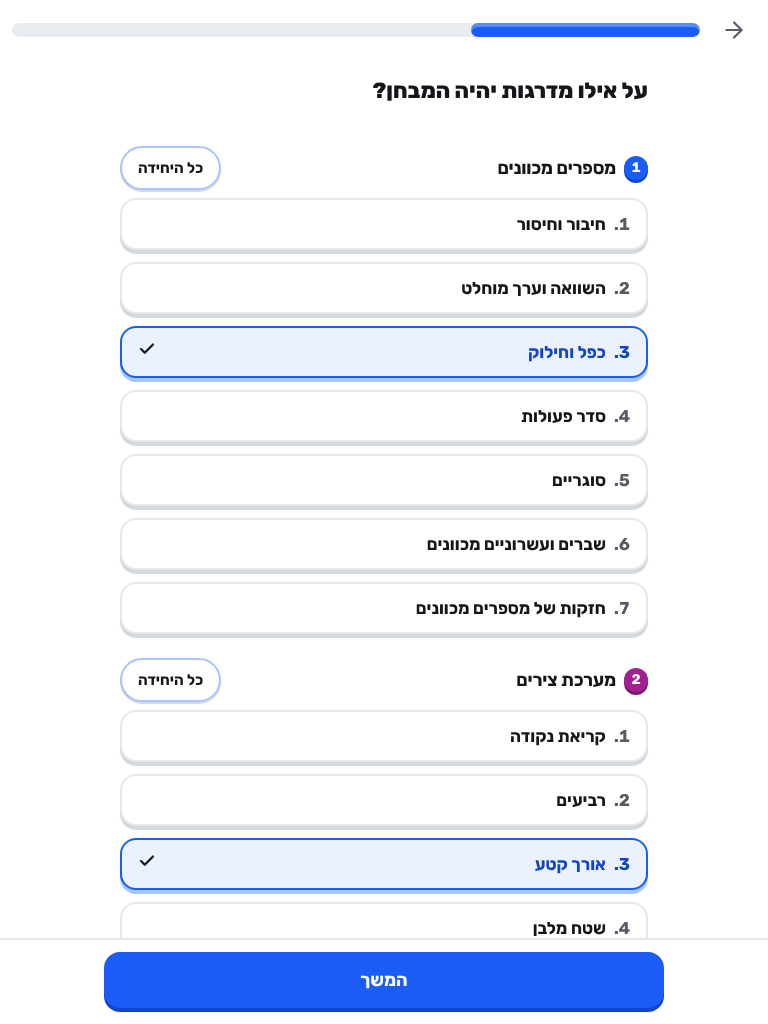 על אילו מדרגות יהיה המבחן?
1 מספרים מכוונים כל היחידה
1. חיבור וחיסור
2. השוואה וערך מוחלט
3. כפל וחילוק
4. סדר פעולות
5. סוגריים
6. שברים ועשרוניים מכוונים
7. חזקות של מספרים מכוונים
2 מערכת צירים כל היחידה
1. קריאת נקודה
2. רביעים
3. אורך קטע
4. שטח מלבן
המשך